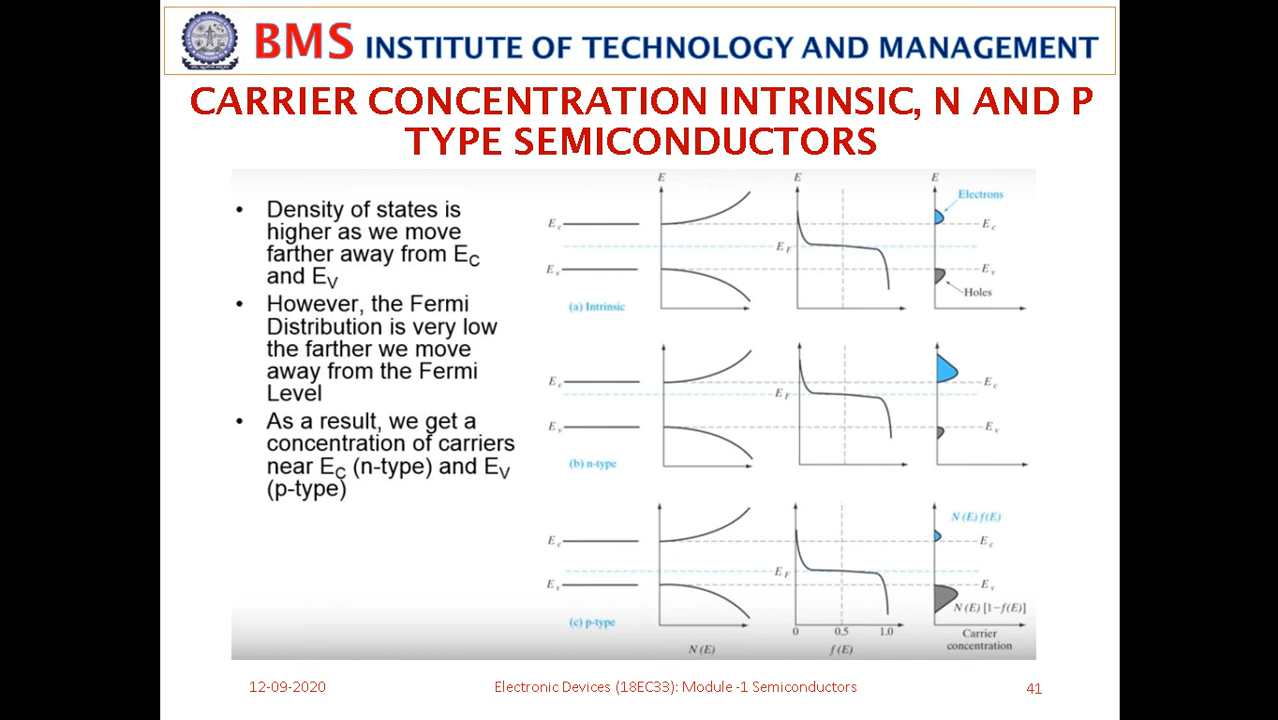 BMS INSTITUTE OF TECHNOLOGY AND MANAGEMENT
CARRIER CONCENTRATION INTRINSIC, N AND P
TYPE SEMICONDUCTORS
• Density of states is
higher as we move
farther away from EC
and EV
• However, the Fermi
Distribution is very low
the farther we move
away from the Fermi
Level
• As a result, we get a
concentration of carriers
near EC (n-type) and EV
(p-type)
E E E
Electrons
Ec Ec
EF
Ev Ev
Holes
(a) Intrinsic
Ec Ec
EF
Ev Ev
(b) n-type
N(E)f(E)
Ec Ec
EF
Ev Ev
N(E)[1−f(E)]
(c) p-type
0 0.5 1.0
Carrier
concentration
N(E) f(E)
12-09-2020 Electronic Devices (18EC33): Module -1 Semiconductors 41